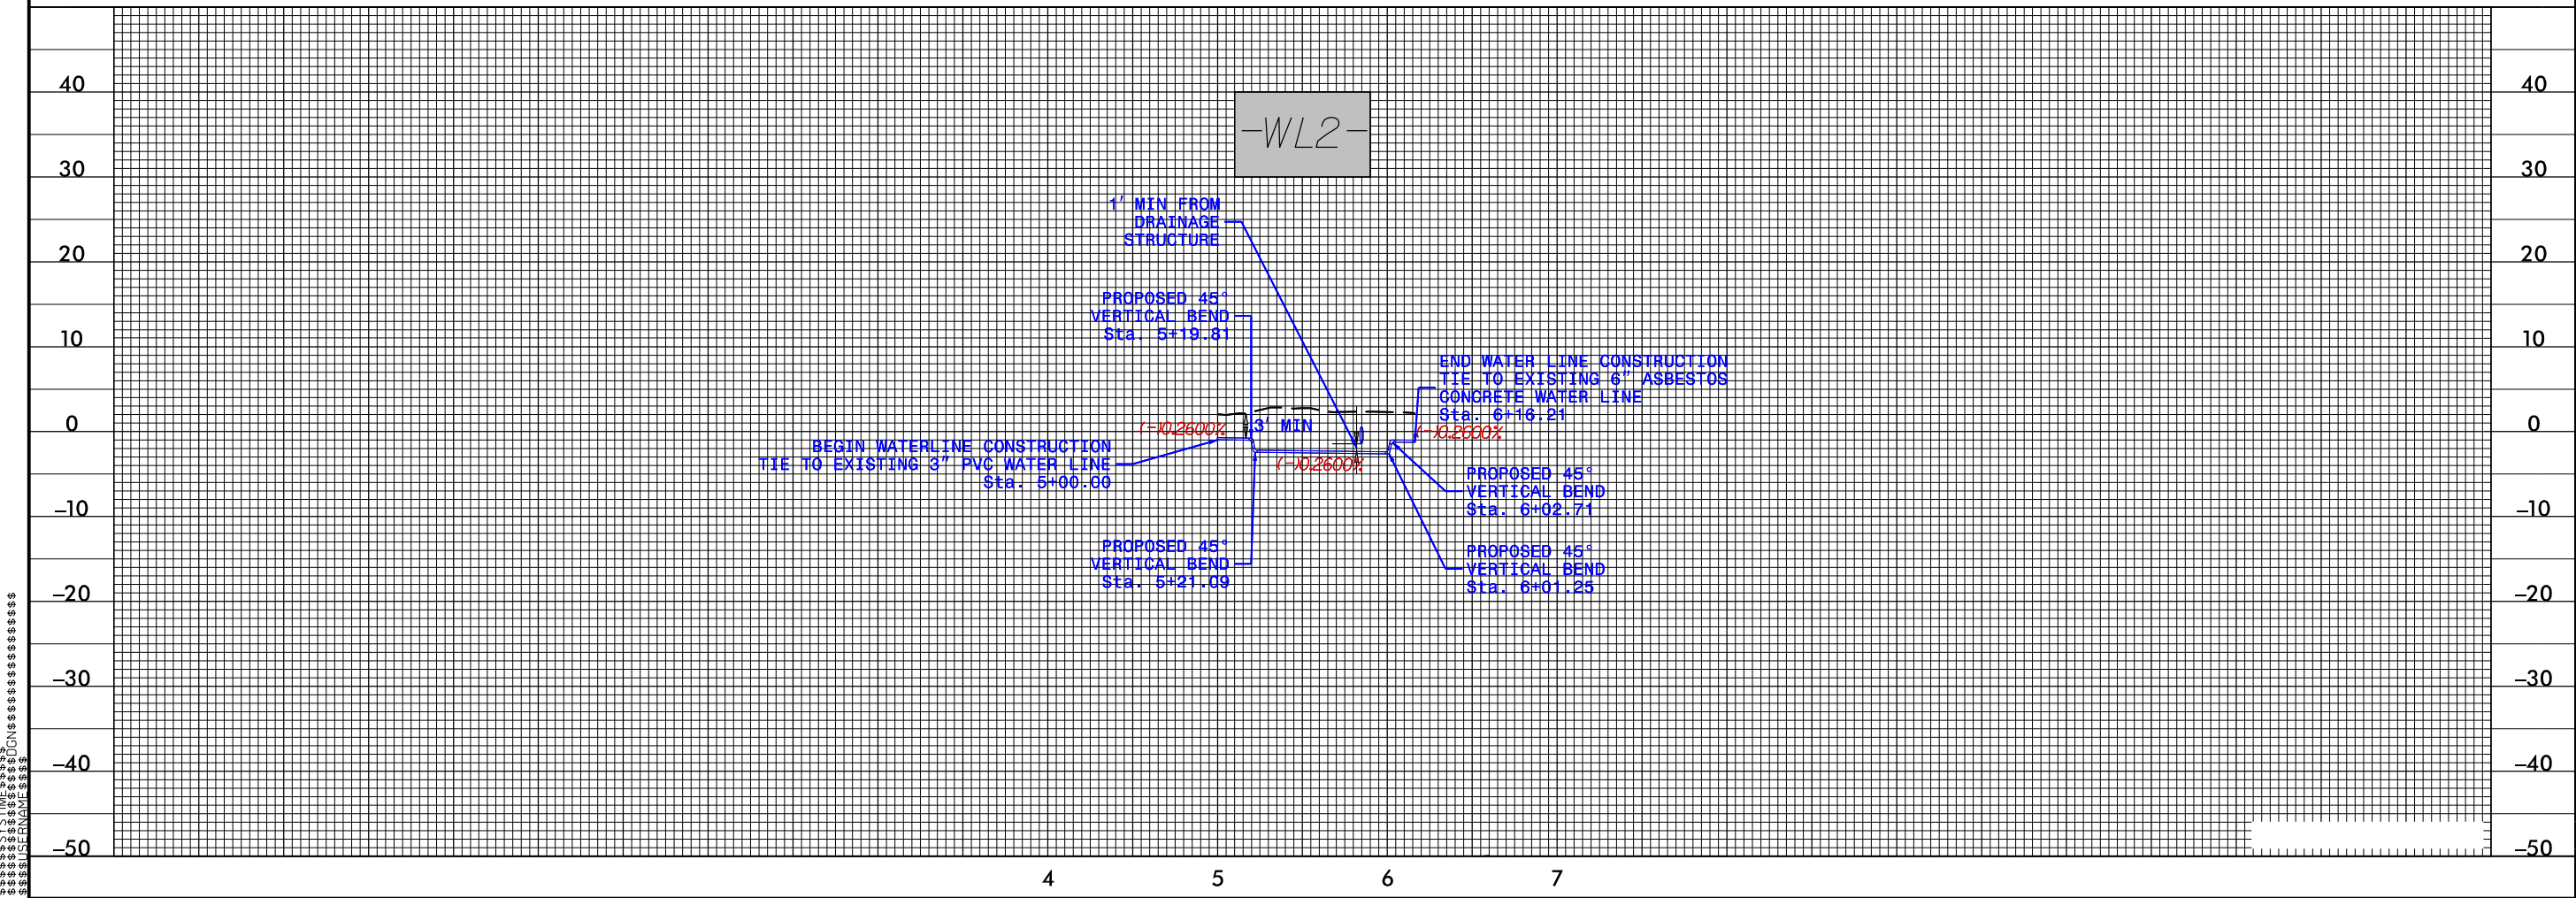 -WL2-
1' MIN FROM
DRAINAGE
STRUCTURE
PROPOSED 45°
VERTICAL BEND
Sta. 5+19.81
END WATER LINE CONSTRUCTION
TIE TO EXISTING 6" ASBESTOS
CONCRETE WATER LINE
Sta. 6+16.21
(-)0.2600%
3' MIN
(-)0.2600%
BEGIN WATERLINE CONSTRUCTION
TIE TO EXISTING 3" PVC WATER LINE
Sta. 5+00.00
(-)0.2600%
PROPOSED 45°
VERTICAL BEND
Sta. 6+02.71
PROPOSED 45°
VERTICAL BEND
Sta. 5+21.09
PROPOSED 45°
VERTICAL BEND
Sta. 6+01.25
40
30
20
10
0
-10
-20
-30
-40
-50
40
30
20
10
0
-10
-20
-30
-40
-50
4 5 6 7